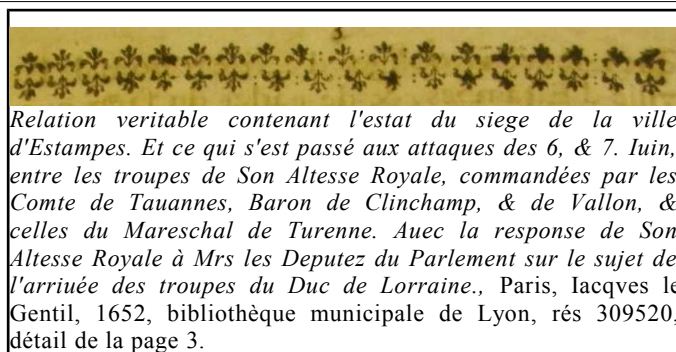 3
Relation veritable contenant l'estat du siege de la ville
d'Estampes. Et ce qui s'est passé aux attaques des 6, & 7. Iuin,
entre les troupes de Son Altesse Royale, commandées par les
Comte de Tauannes, Baron de Clinchamp, & de Vallon, &
celles du Mareschal de Turenne. Auec la response de Son
Altesse Royale à Mrs les Deputez du Parlement sur le sujet de
l'arriuée des troupes du Duc de Lorraine., Paris, Iacqves le
Gentil, 1652, bibliothèque municipale de Lyon, rés 309520,
détail de la page 3.